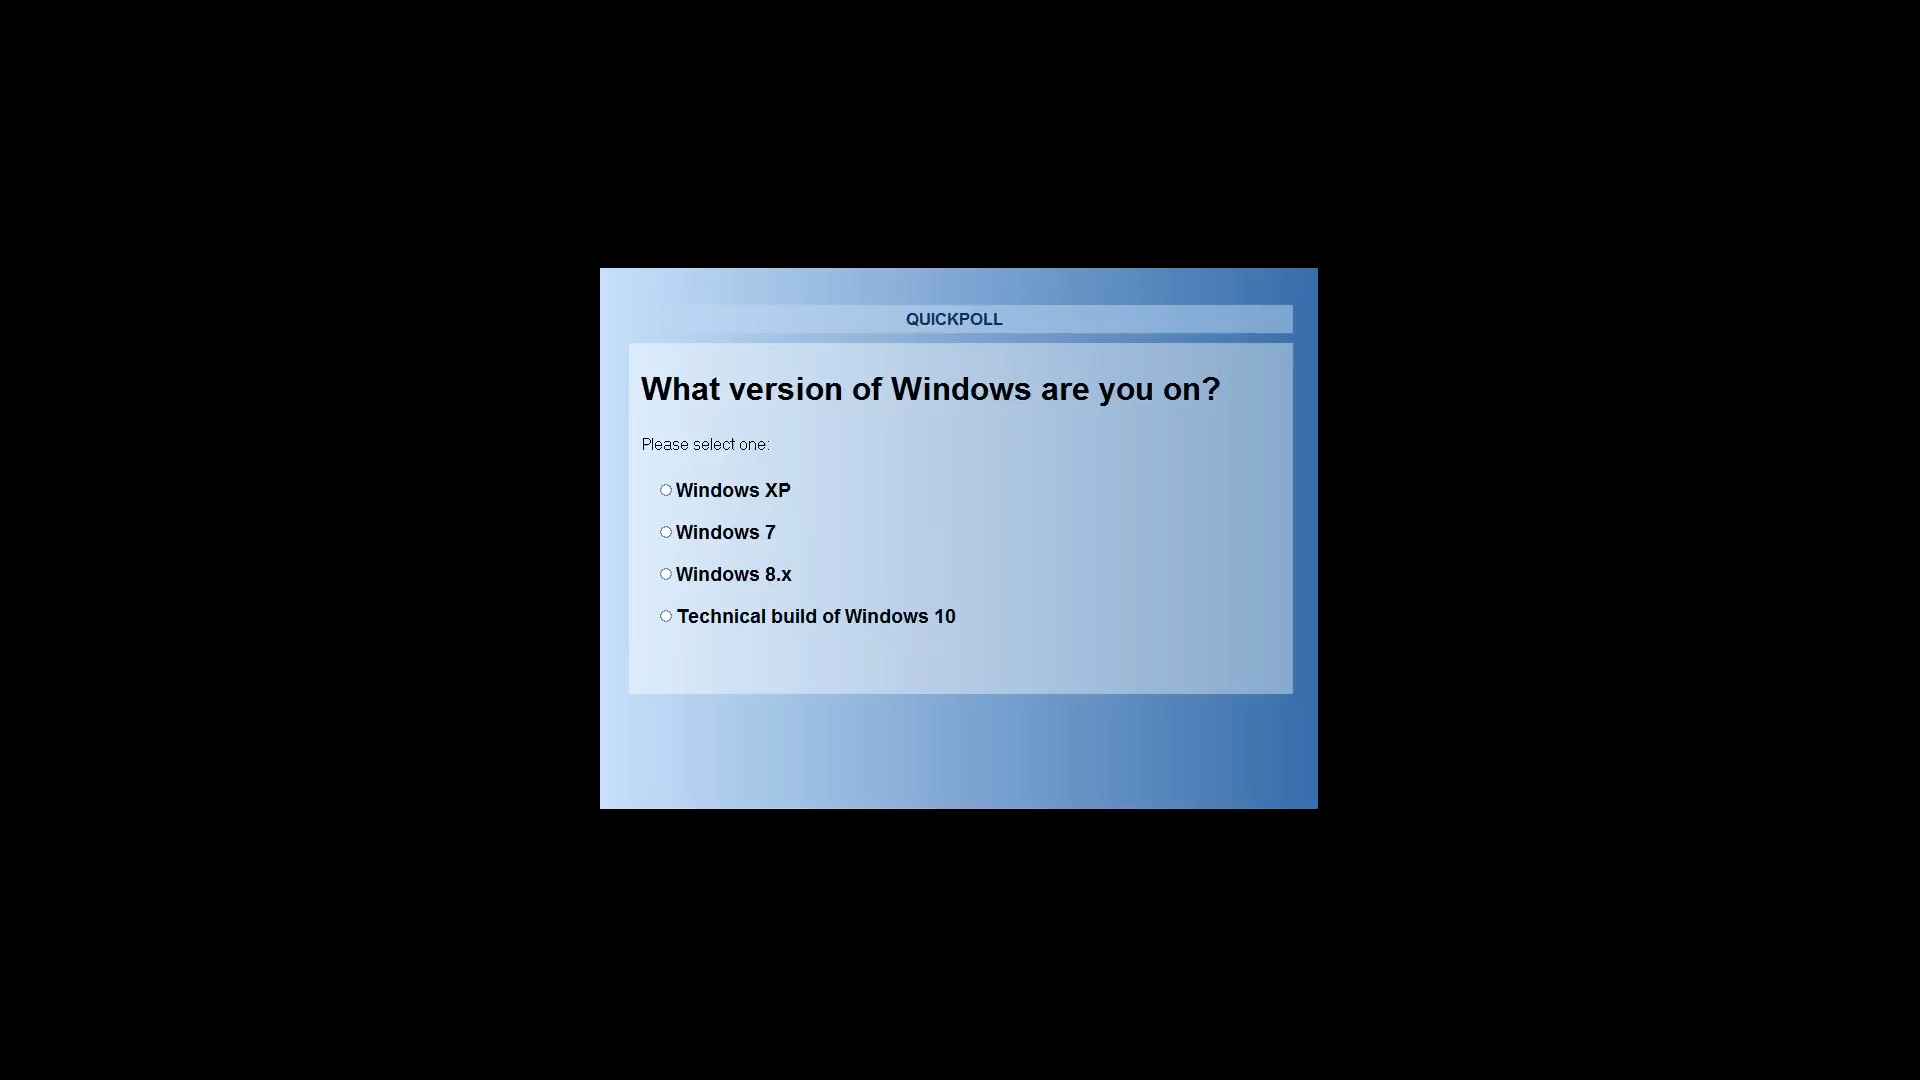 QUICKPOLL
What version of Windows are you on?
Please select one:
Windows XP
Windows 7
Windows 8.x
Technical build of Windows 10